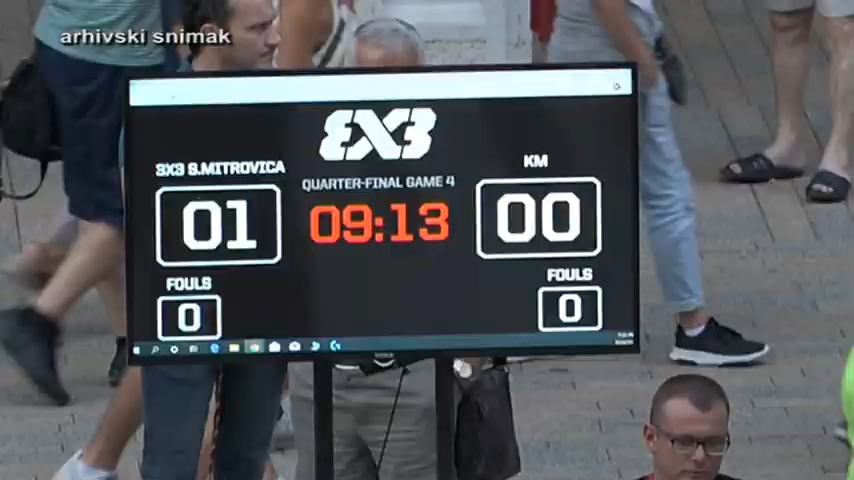 arhivski snimak
3X3
3X3 S.MITROVICA
KM
QUARTER-FINAL GAME 4
01
09:13
00
FOULS
FOULS
0
0